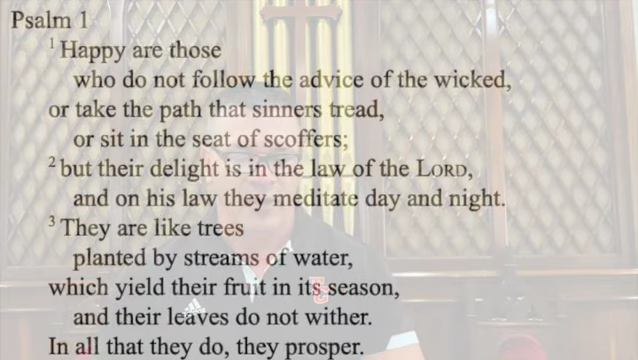 Psalm 1
1 Happy are those
who do not follow the advice of the wicked,
or take the path that sinners tread,
or sit in the seat of scoffers;
2 but their delight is in the law of the LORD,
and on his law they meditate day and night.
3 They are like trees
planted by streams of water,
which yield their fruit in its season,
and their leaves do not wither.
In all that they do, they prosper.